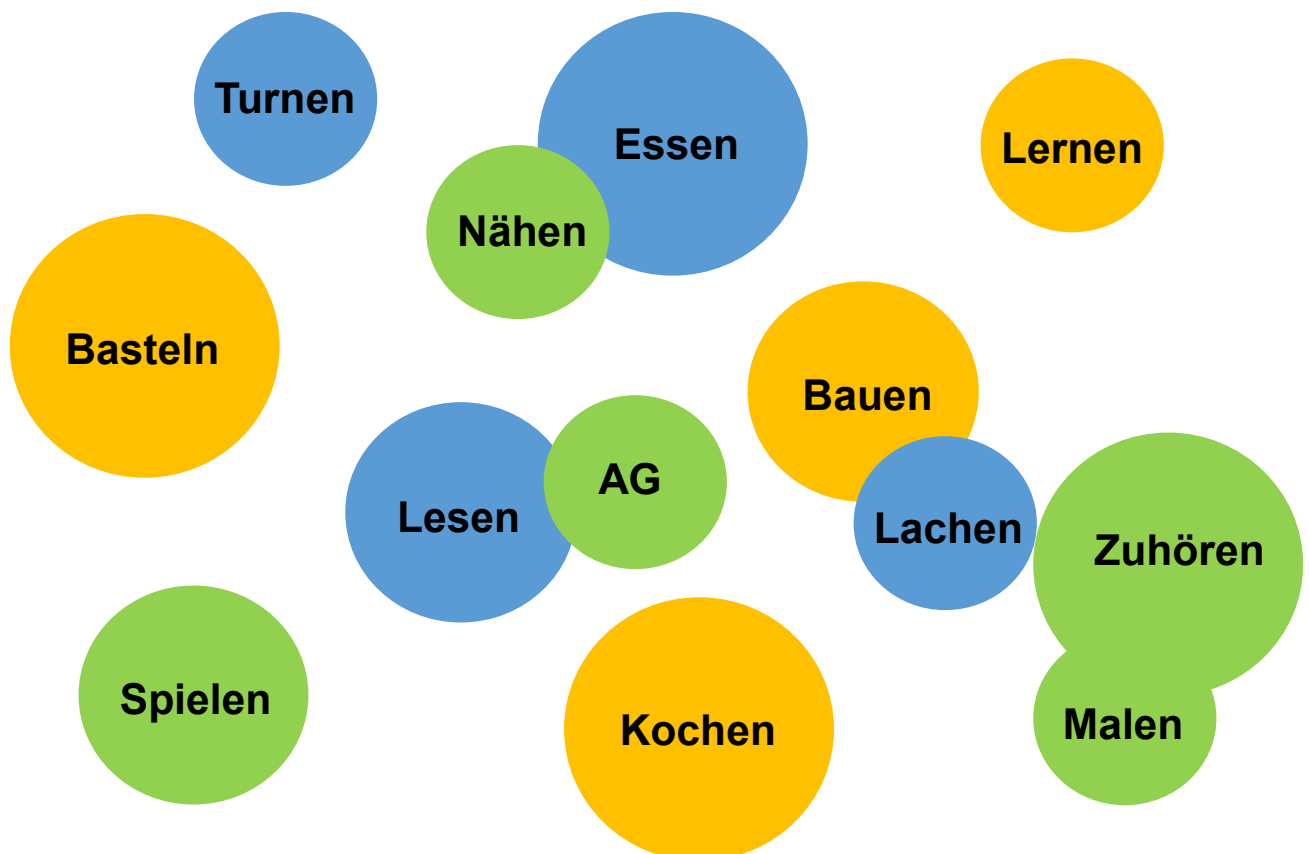 Turnen
Essen
Lernen
Nähen
Basteln
Bauen
AG
Lesen
Lachen
Zuhören
Spielen
Malen
Kochen